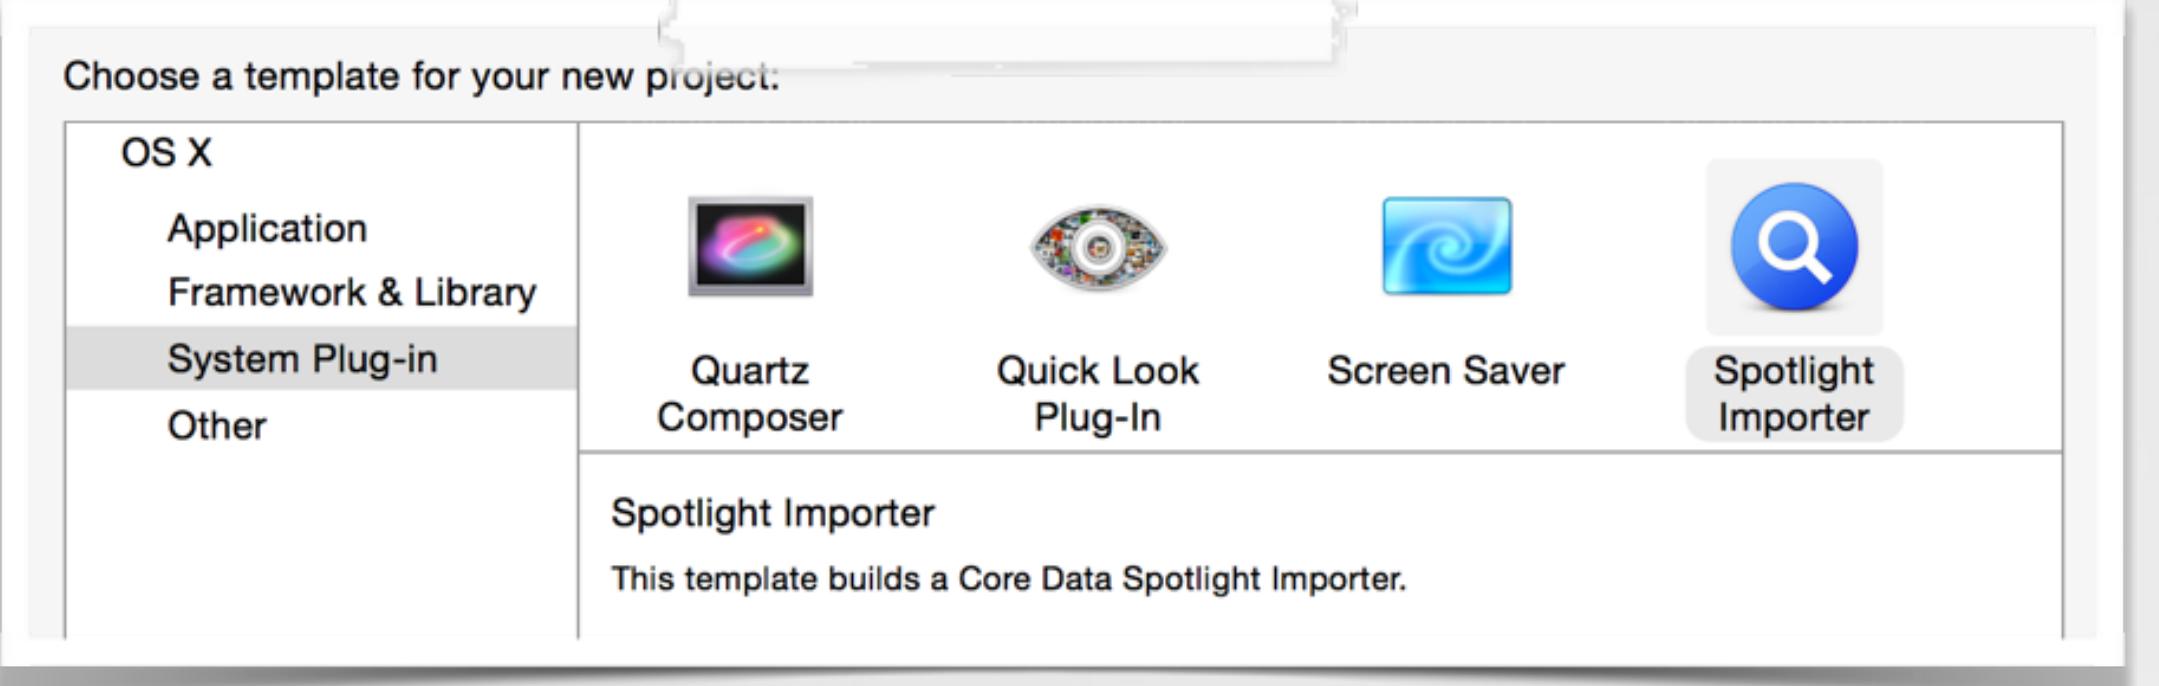 Choose a template for your new project:
OS X
Application
Framework & Library
System Plug-in
Other
Quartz
Composer
Quick Look
Plug-In
Screen Saver
Spotlight
Importer
Spotlight Importer
This template builds a Core Data Spotlight Importer.